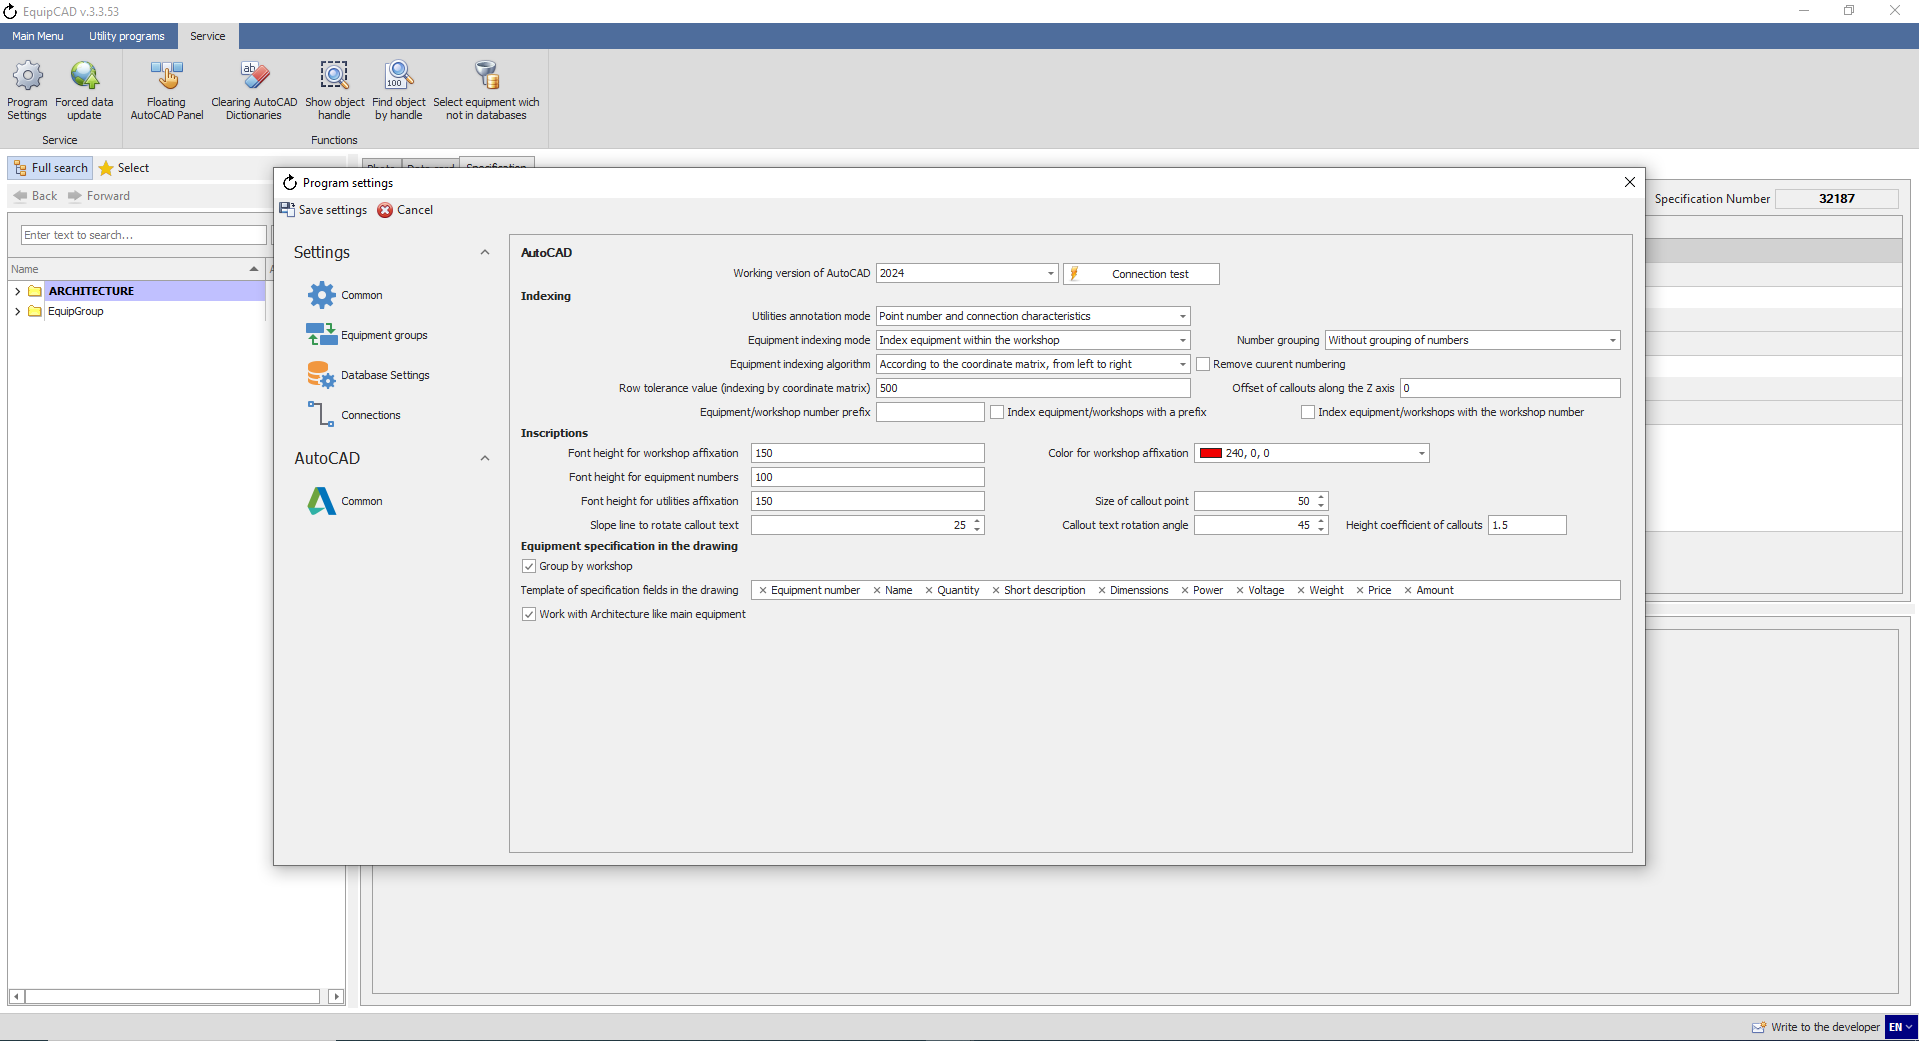 EquipCAD v.3.3.53
Main Menu Utility programs Service
Program Settings
Forced data update
Floating AutoCAD Panel
Clearing AutoCAD Dictionaries
Show object handle
Find object by handle
Select equipment wich not in databases
Service Functions
Full search Select
Specification
Back Forward
Specification Number 32187
Enter text to search...
Name
ARCHITECTURE
EquipGroup
Program settings
Save settings Cancel
Settings
Common
Equipment groups
Database Settings
Connections
AutoCAD
Common
AutoCAD
Working version of AutoCAD 2024 Connection test
Indexing
Utilities annotation mode Point number and connection characteristics
Equipment indexing mode Index equipment within the workshop Number grouping Without grouping of numbers
Equipment indexing algorithm According to the coordinate matrix, from left to right Remove cuurent numbering
Row tolerance value (indexing by coordinate matrix) 500 Offset of callouts along the Z axis 0
Equipment/workshop number prefix Index equipment/workshops with a prefix Index equipment/workshops with the workshop number
Inscriptions
Font height for workshop affixation 150 Color for workshop affixation 240, 0, 0
Font height for equipment numbers 100
Font height for utilities affixation 150 Size of callout point 50
Slope line to rotate callout text 25 Callout text rotation angle 45 Height coefficient of callouts 1.5
Equipment specification in the drawing
Group by workshop
Template of specification fields in the drawing × Equipment number × Name × Quantity × Short description × Dimenssions × Power × Voltage × Weight × Price × Amount
Work with Architecture like main equipment
Write to the developer EN